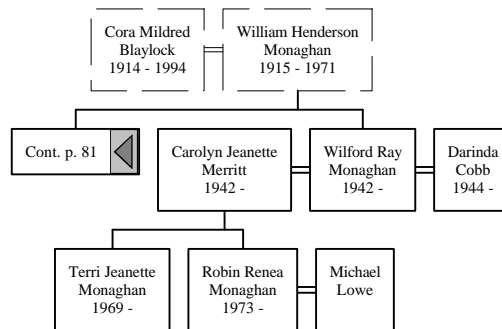 Cora Mildred
Blaylock
1914 - 1994
William Henderson
Monaghan
1915 - 1971
Cont. p. 81
Carolyn Jeanette
Merritt
1942 -
Wilford Ray
Monaghan
1942 -
Darinda
Cobb
1944 -
Terri Jeanette
Monaghan
1969 -
Robin Renea
Monaghan
1973 -
Michael
Lowe